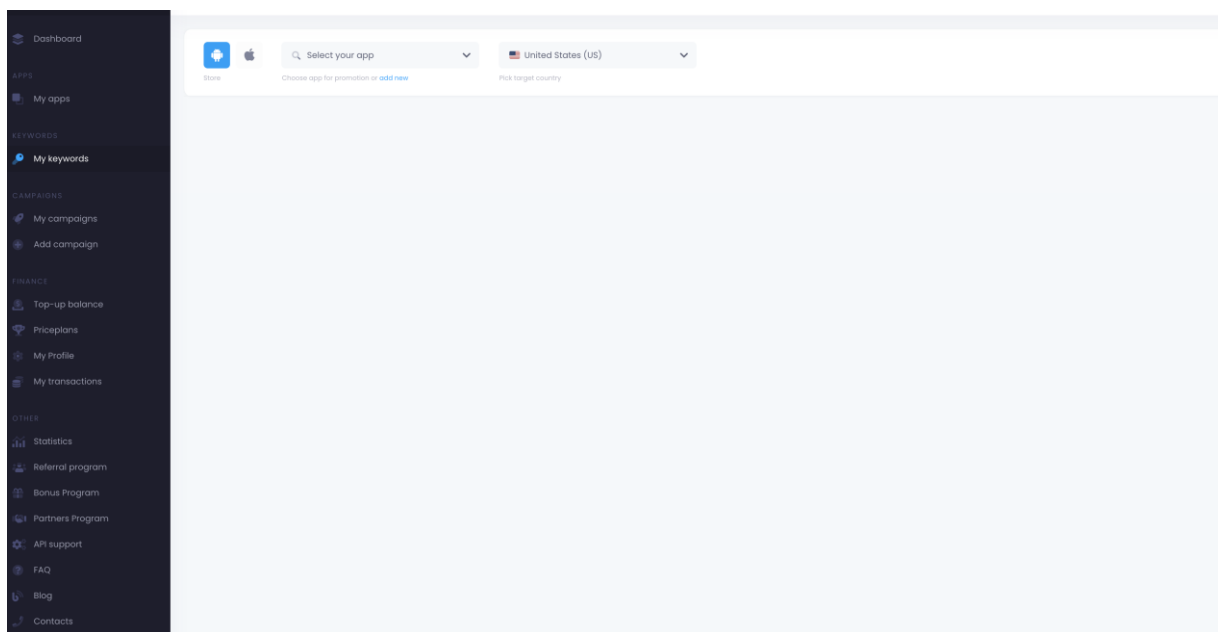 Dashboard
APPS
My apps
KEYWORDS
My keywords
CAMPAIGNS
My campaigns
Add campaign
FINANCE
Top-up balance
Priceplans
My Profile
My transactions
OTHER
Statistics
Referral program
Bonus Program
Partners Program
API support
FAQ
Blog
Contacts
Select your app
United States (US)
Store
Choose app for promotion or add new
Pick target country